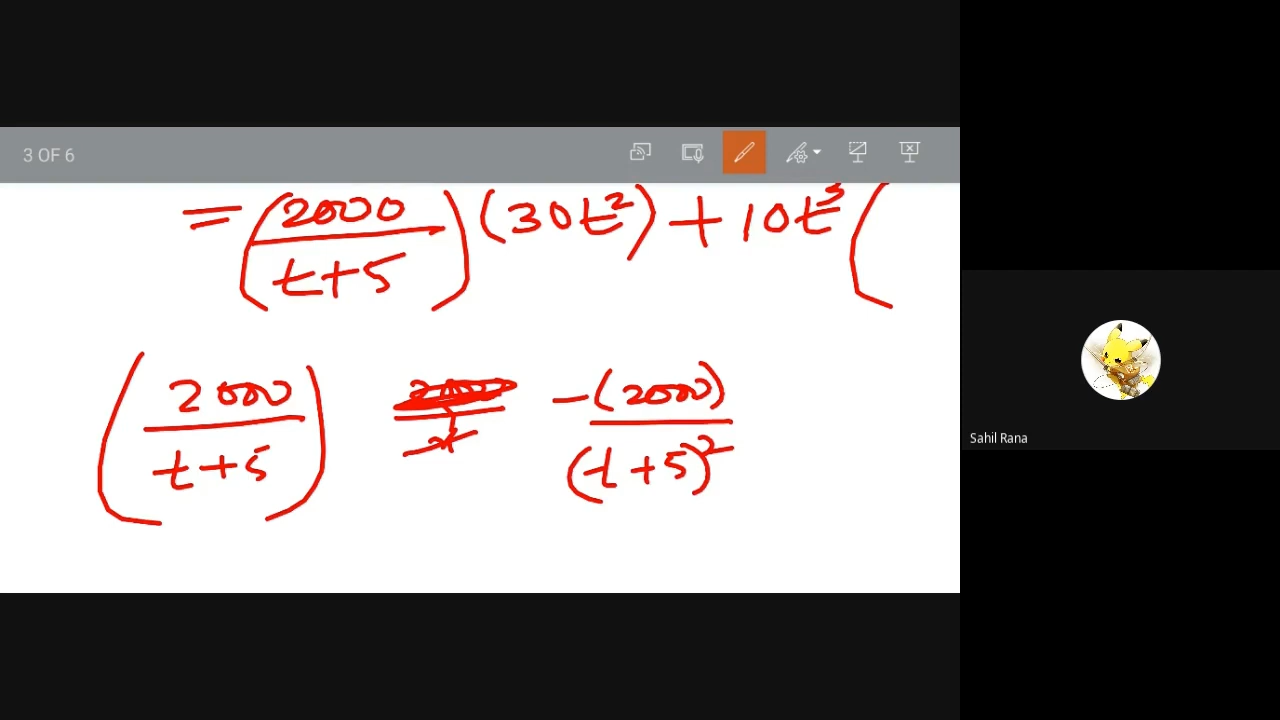 3 OF 6
= (2000/(t+5)) (30t²) + 10t³ (
(2000/(t+5)) -(2000)/(t+5)²
Sahil Rana